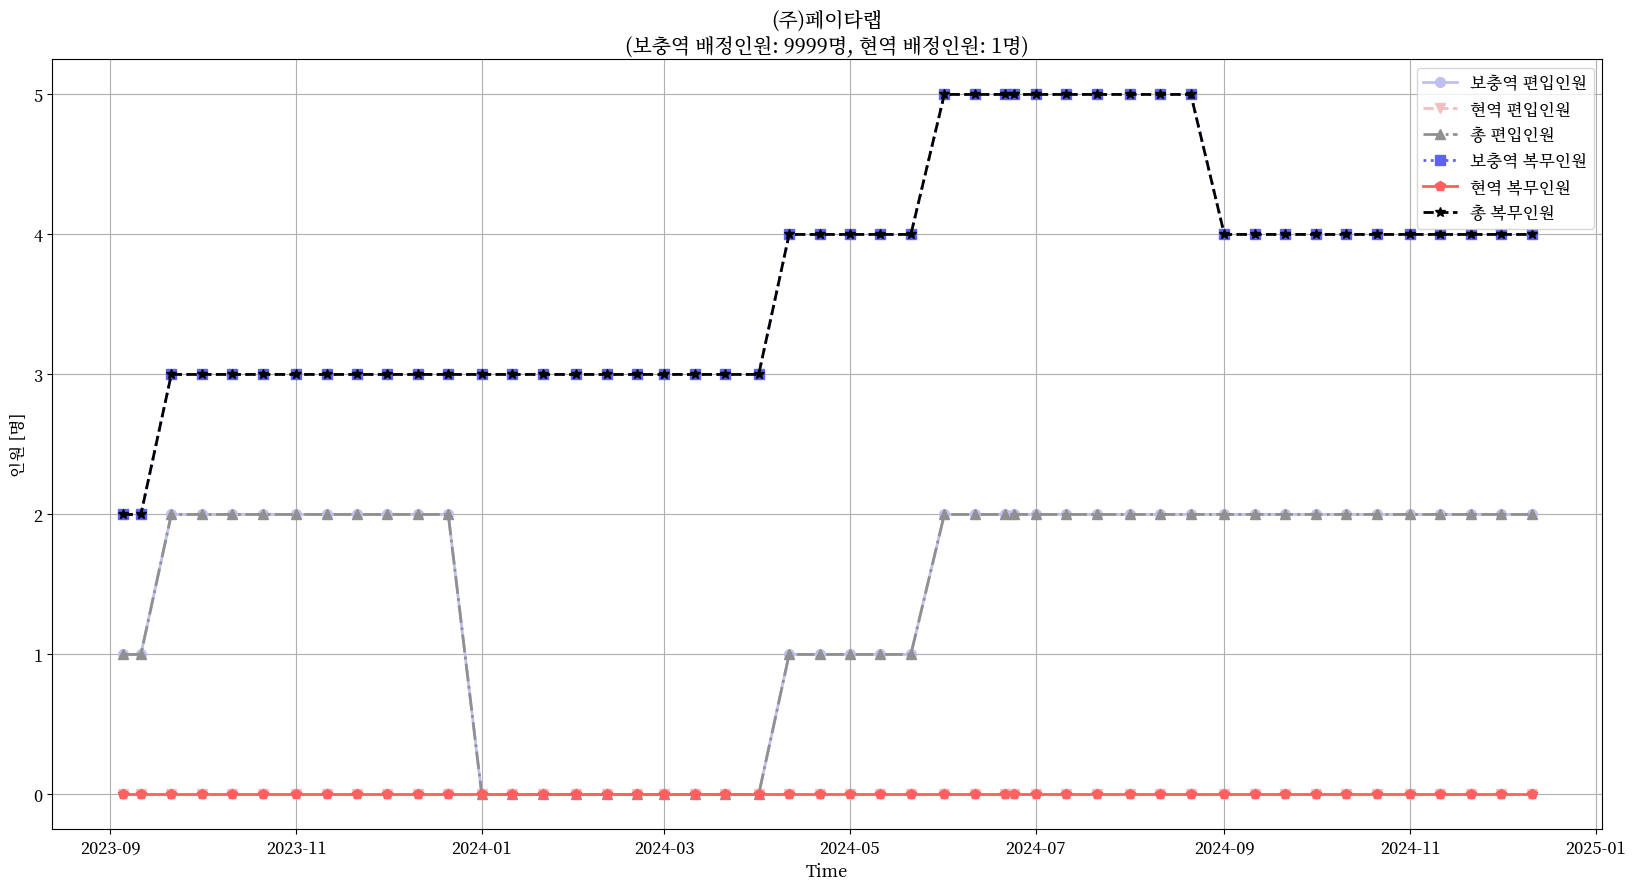 (주)페이타랩
(보충역 배정인원: 9999명, 현역 배정인원: 1명)
보충역 편입인원
현역 편입인원
총 편입인원
보충역 복무인원
현역 복무인원
총 복무인원
인원 [명]
5
4
3
2
1
0
2023-09
2023-11
2024-01
2024-03
2024-05
2024-07
2024-09
2024-11
2025-01
Time